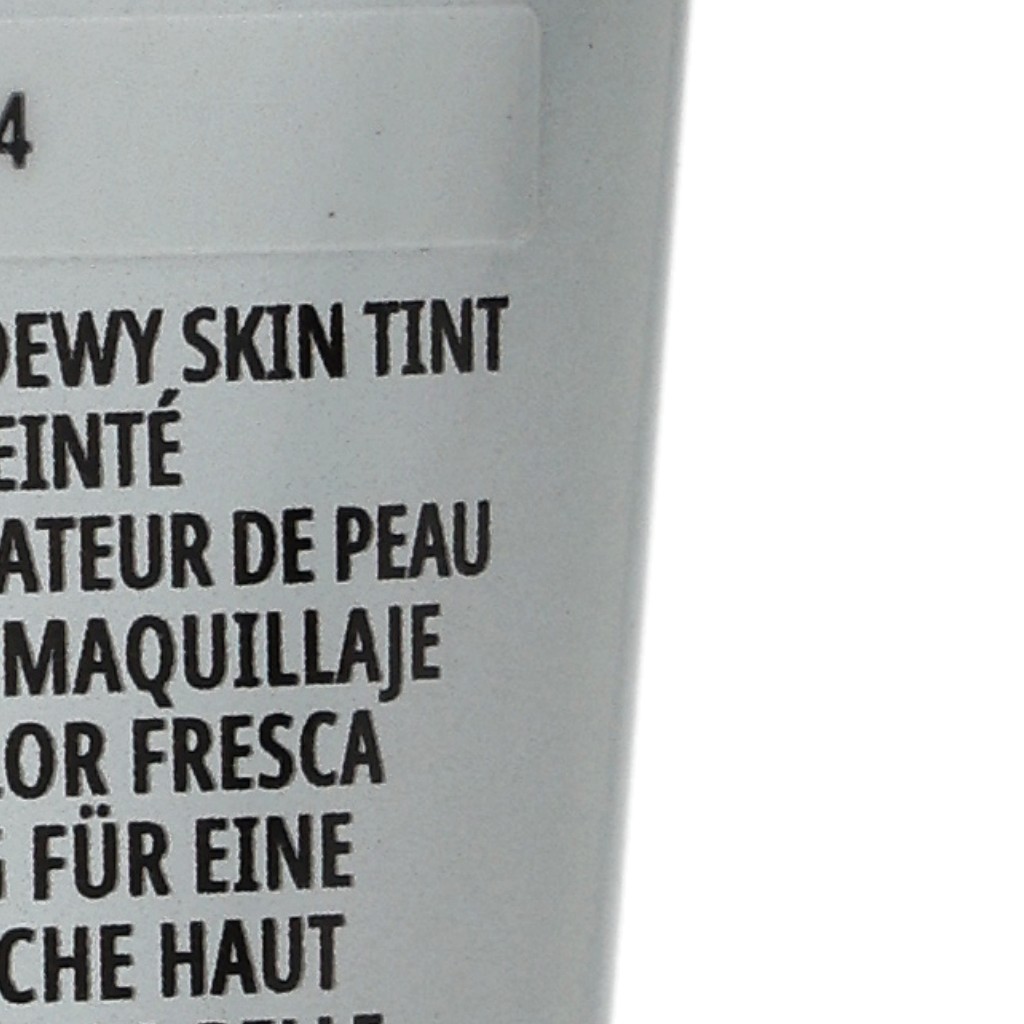 4
DEWY SKIN TINT
EINTÉ
ATEUR DE PEAU
MAQUILLAJE
LOR FRESCA
FÜR EINE
CHE HAUT